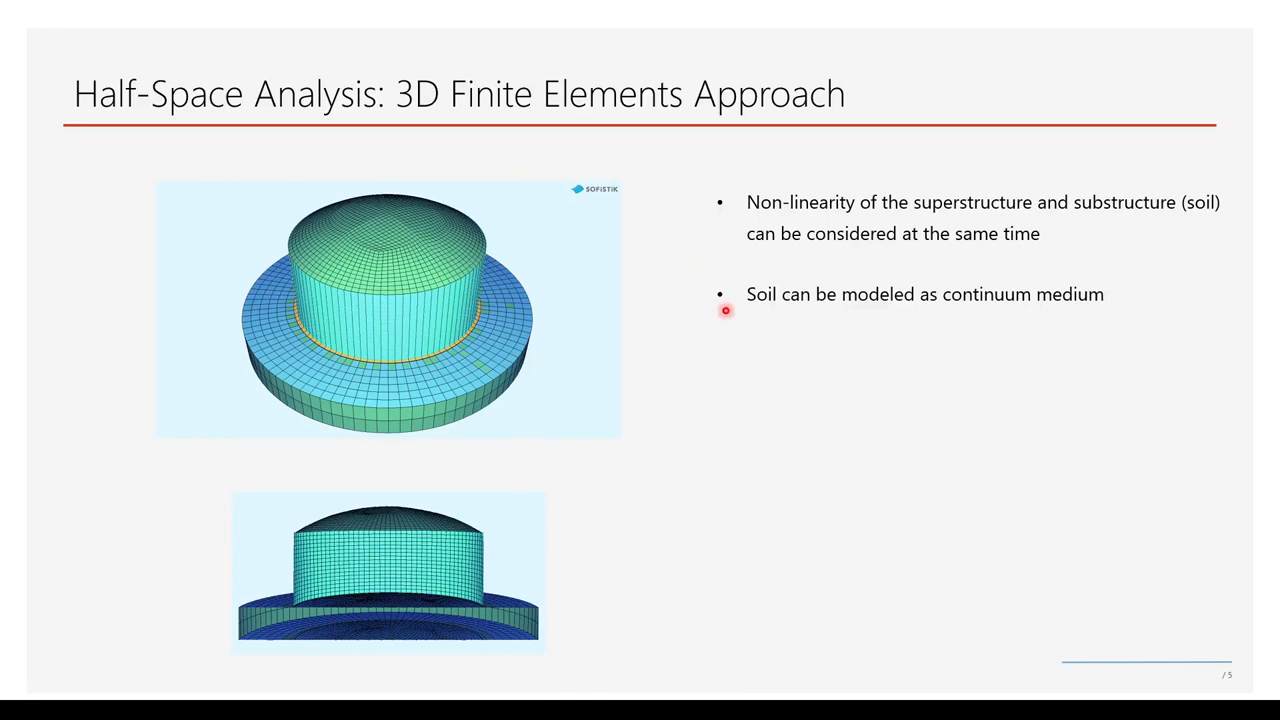 Half-Space Analysis: 3D Finite Elements Approach
SOFiSTiK
• Non-linearity of the superstructure and substructure (soil)
can be considered at the same time
• Soil can be modeled as continuum medium
/ 5